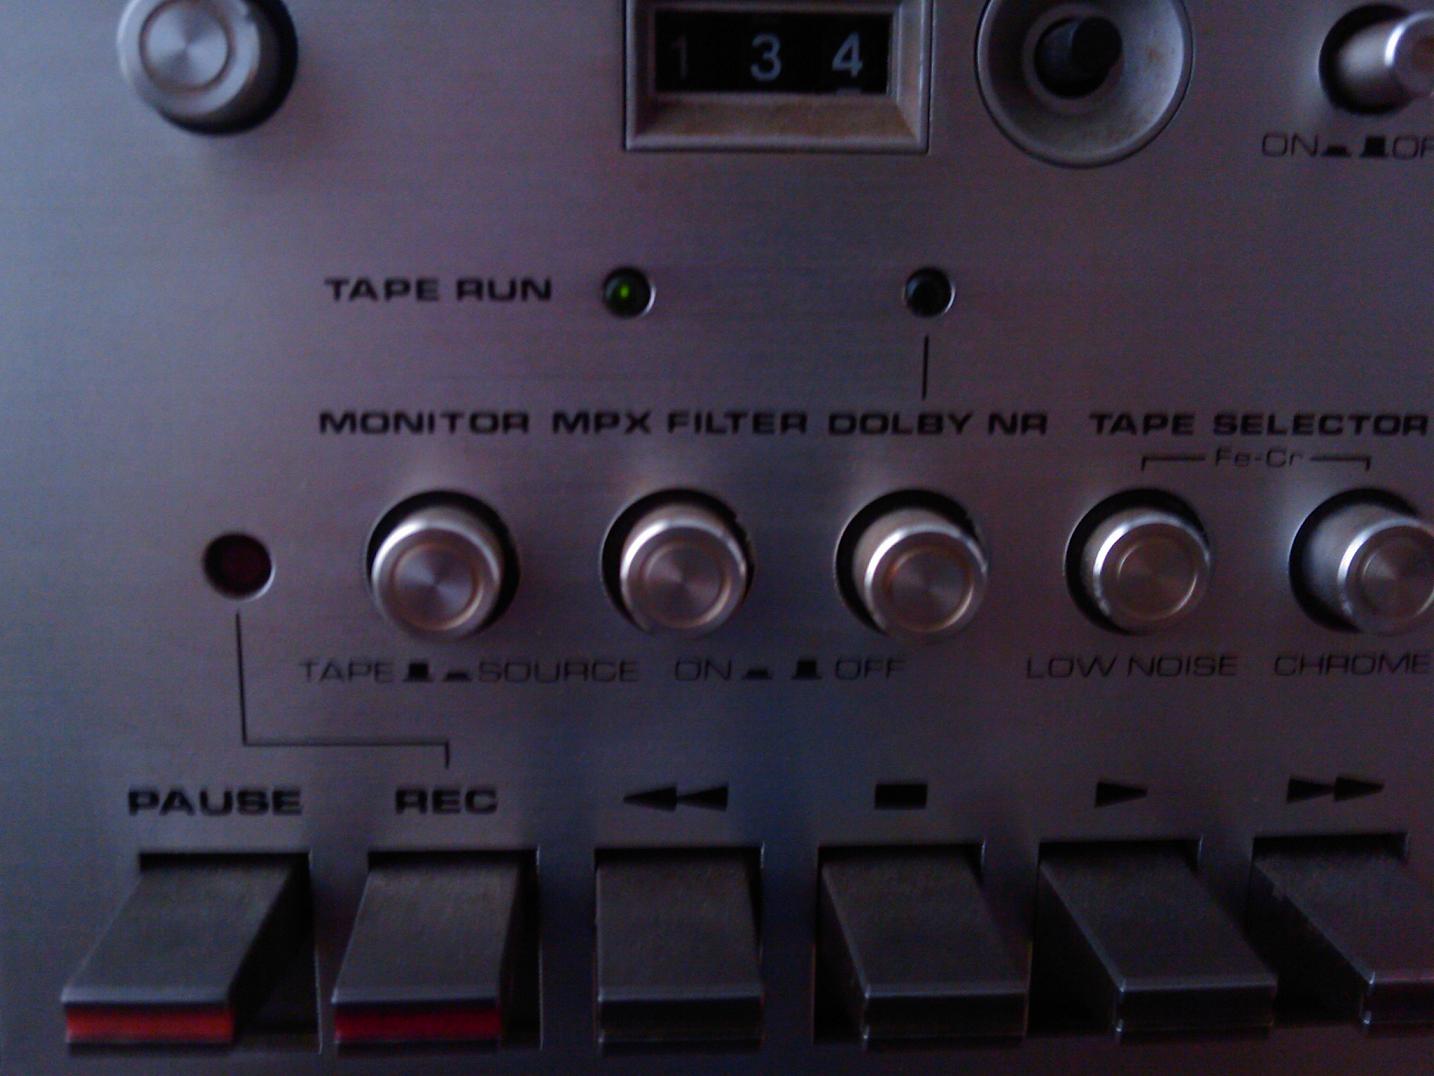 1 3 4
ON
TAPE RUN
MONITOR MPX FILTER DOLBY NR TAPE SELECTOR
Fe-Cr
TAPE SOURCE ON OFF LOW NOISE CHROME
PAUSE REC